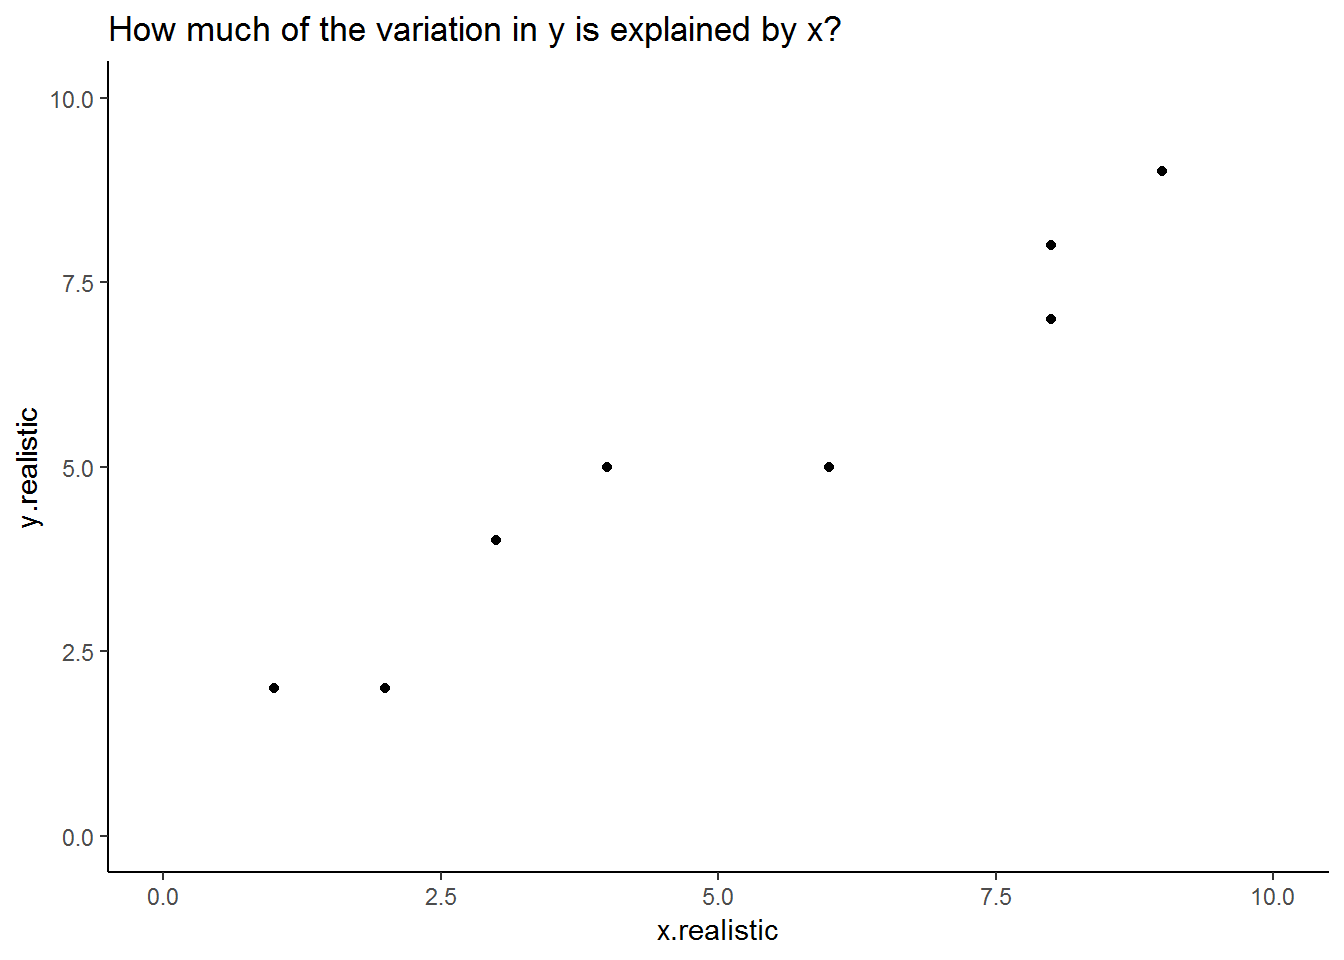 How much of the variation in y is explained by x?
10.0
7.5
5.0
2.5
0.0
y.realistic
0.0 2.5 5.0 7.5 10.0
x.realistic